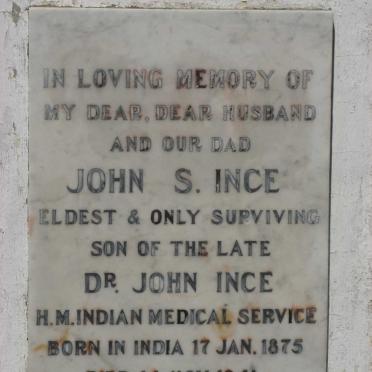 IN LOVING MEMORY OF
MY DEAR, DEAR HUSBAND
AND OUR DAD
JOHN S. INCE
ELDEST & ONLY SURVIVING
SON OF THE LATE
DR. JOHN INCE
H.M. INDIAN MEDICAL SERVICE
BORN IN INDIA 17 JAN. 1875
DIED